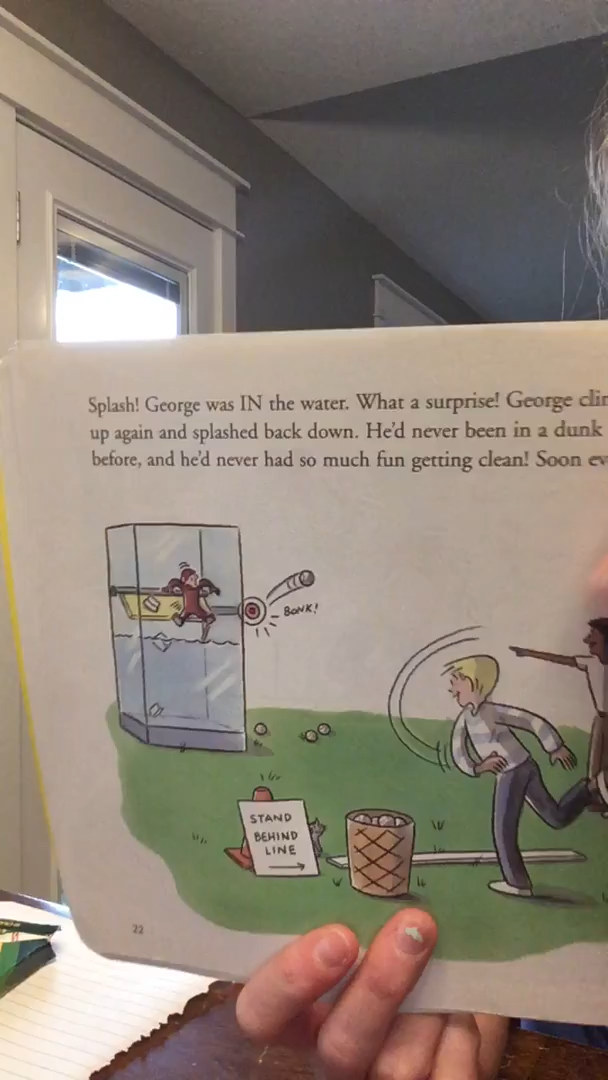 Splash! George was IN the water. What a surprise! George
up again and splashed back down. He'd never been in a dunk
before, and he'd never had so much fun getting clean! Soon
BONK!
STAND
BEHIND
LINE
22